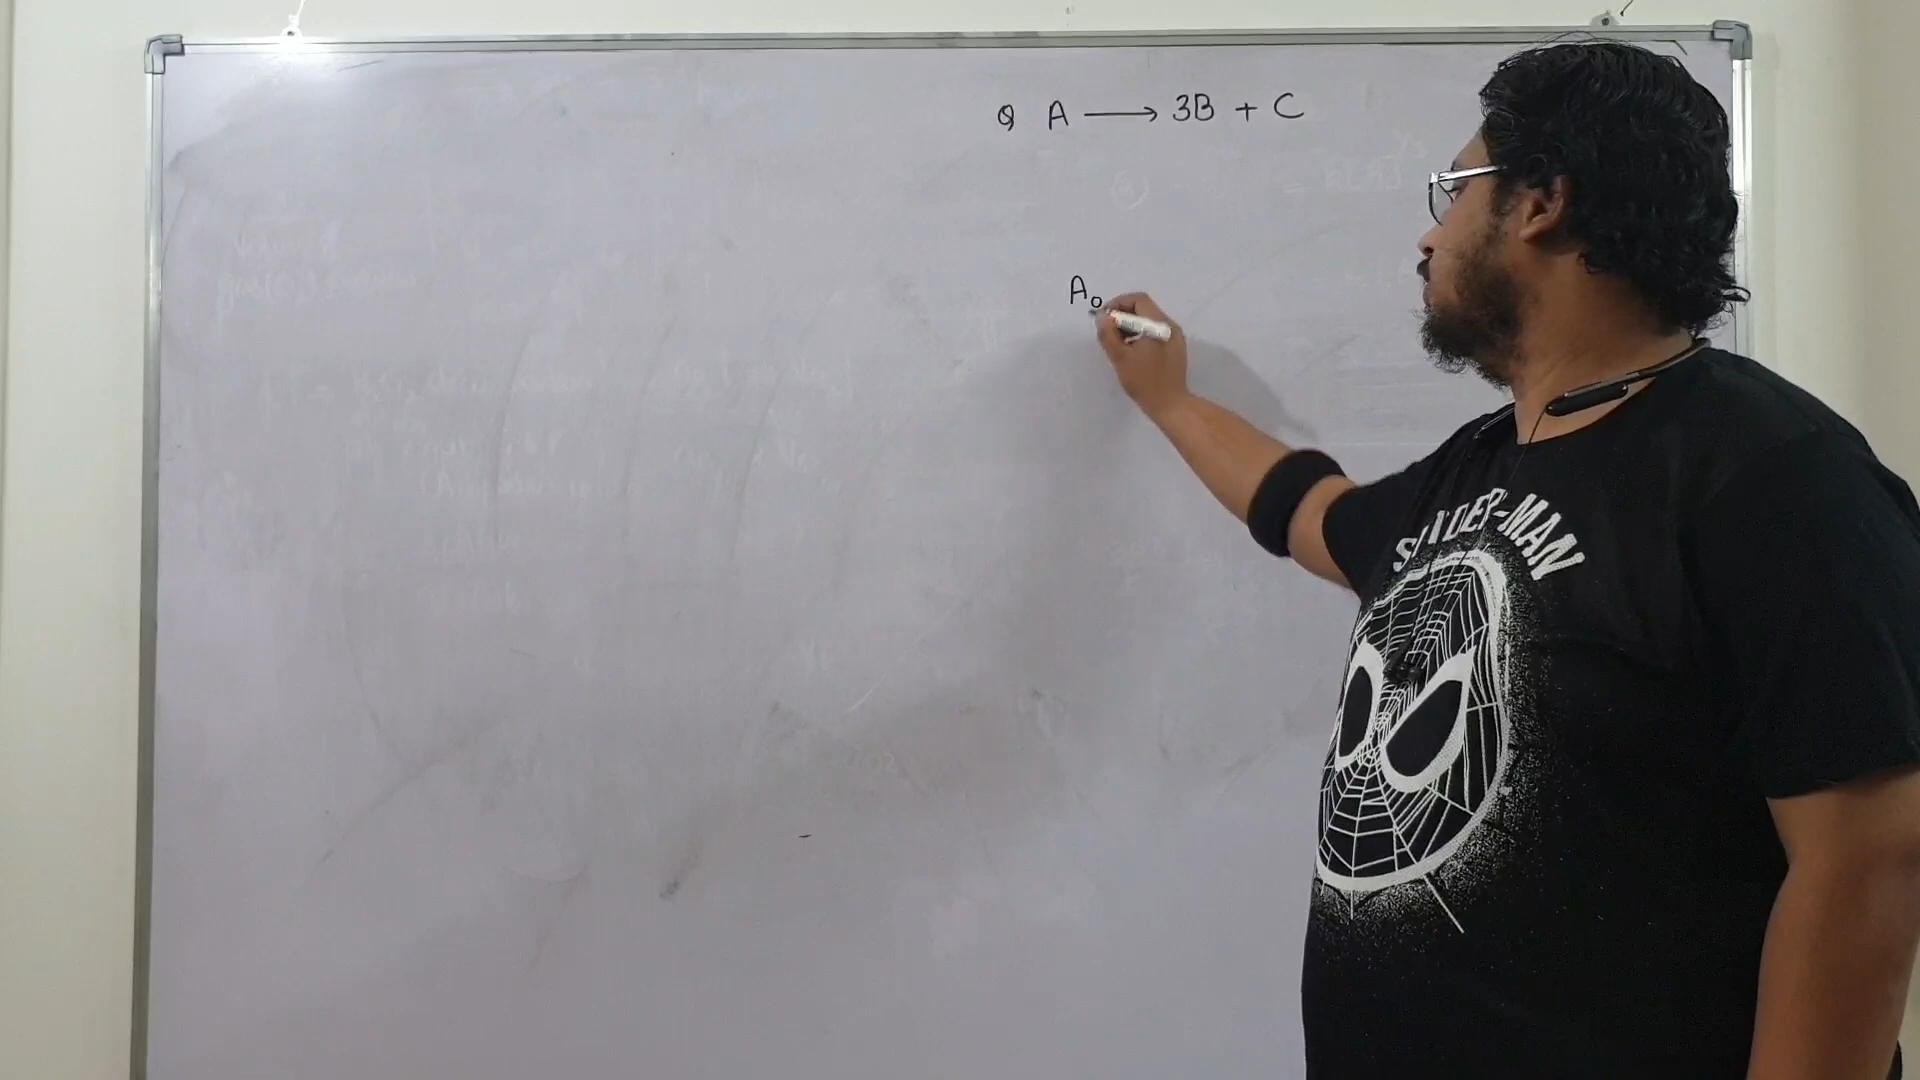 Q A ⟶ 3B + C
A₀
SPIDER-MAN